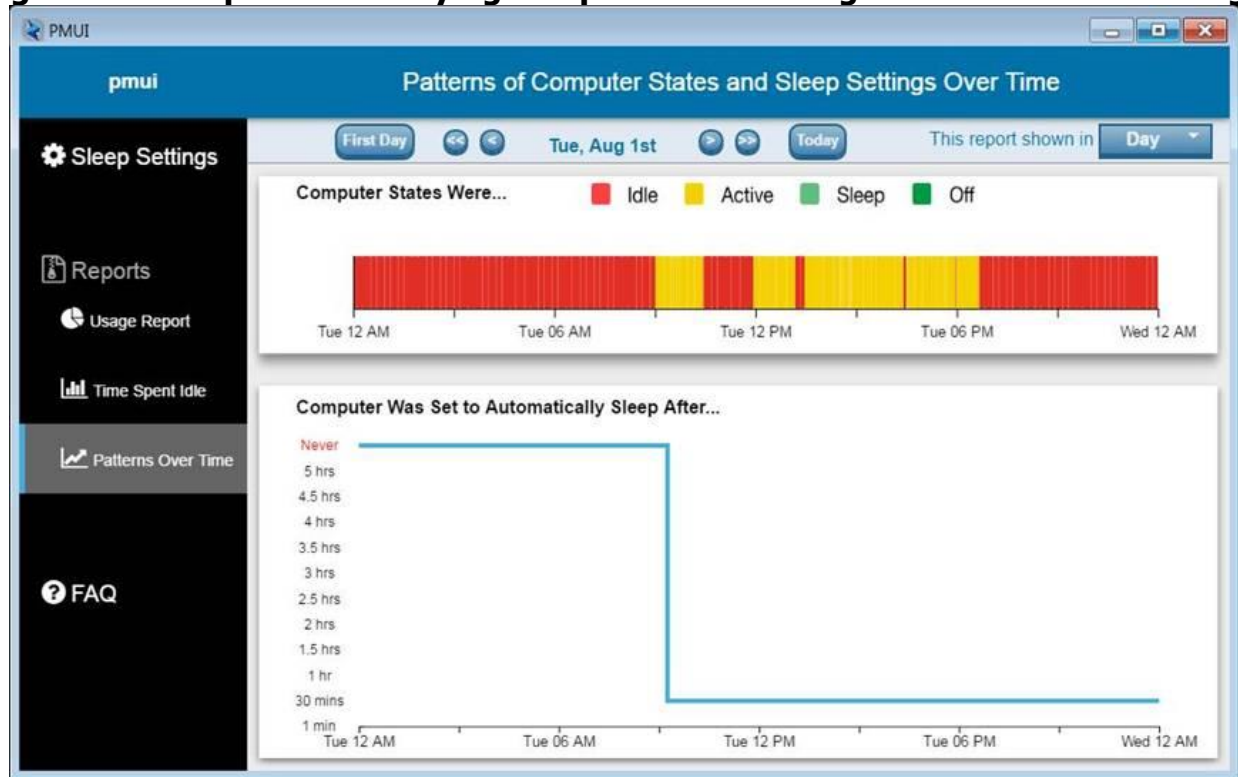 PMUI
pmui
Patterns of Computer States and Sleep Settings Over Time
Sleep Settings
First Day << < Tue, Aug 1st > >> Today This report shown in Day
Computer States Were... Idle Active Sleep Off
Reports
Usage Report
Tue 12 AM Tue 06 AM Tue 12 PM Tue 06 PM Wed 12 AM
Time Spent Idle
Computer Was Set to Automatically Sleep After...
Patterns Over Time
Never
5 hrs
4.5 hrs
4 hrs
3.5 hrs
3 hrs
FAQ
2.5 hrs
2 hrs
1.5 hrs
1 hr
30 mins
1 min
Tue 12 AM Tue 06 AM Tue 12 PM Tue 06 PM Wed 12 AM